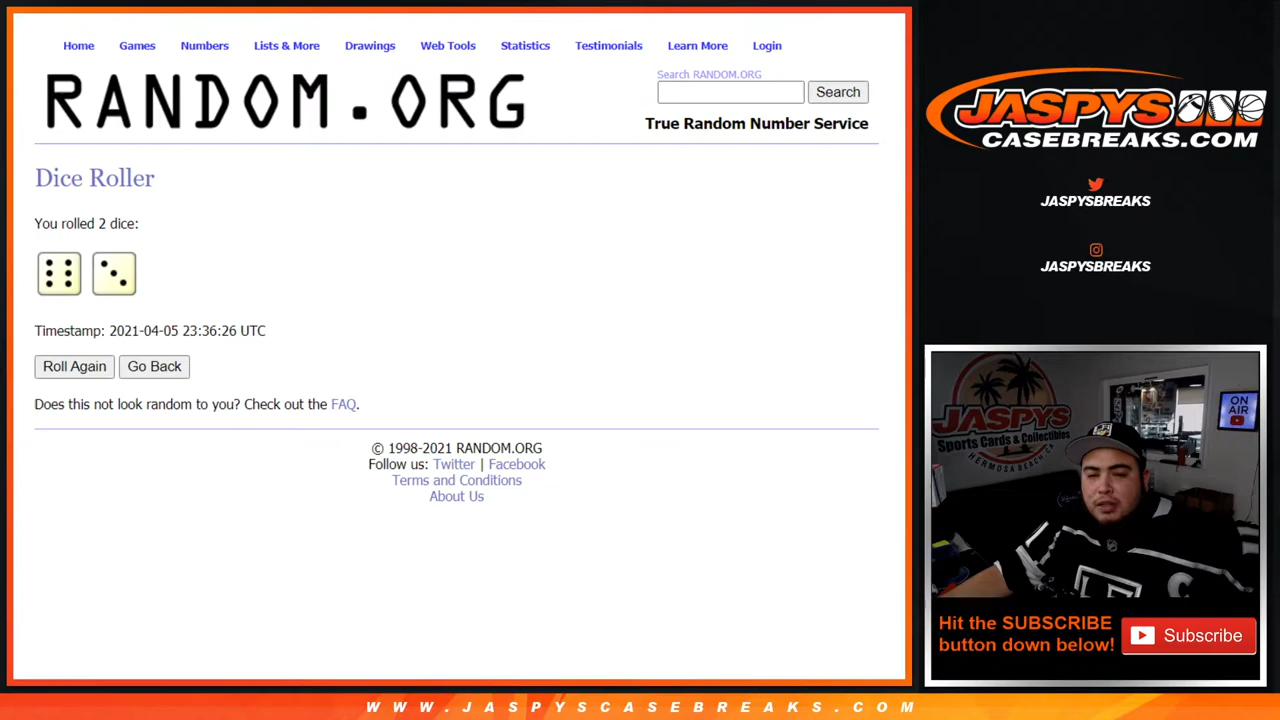 Home Games Numbers Lists & More Drawings Web Tools Statistics Testimonials Learn More Login
RANDOM.ORG
Search RANDOM.ORG
Search
True Random Number Service
Dice Roller
You rolled 2 dice:
Timestamp: 2021-04-05 23:36:26 UTC
Roll Again Go Back
Does this not look random to you? Check out the FAQ.
© 1998-2021 RANDOM.ORG
Follow us: Twitter | Facebook
Terms and Conditions
About Us
JASPYS
CASEBREAKS.COM
JASPYSBREAKS
JASPYSBREAKS
JASPYS
Sports Cards & Collectibles
HERMOSA BEACH, CA
ON
AIR
LA
C
Hit the SUBSCRIBE
button down below!
Subscribe
WWW.JASPYSCASEBREAKS.COM